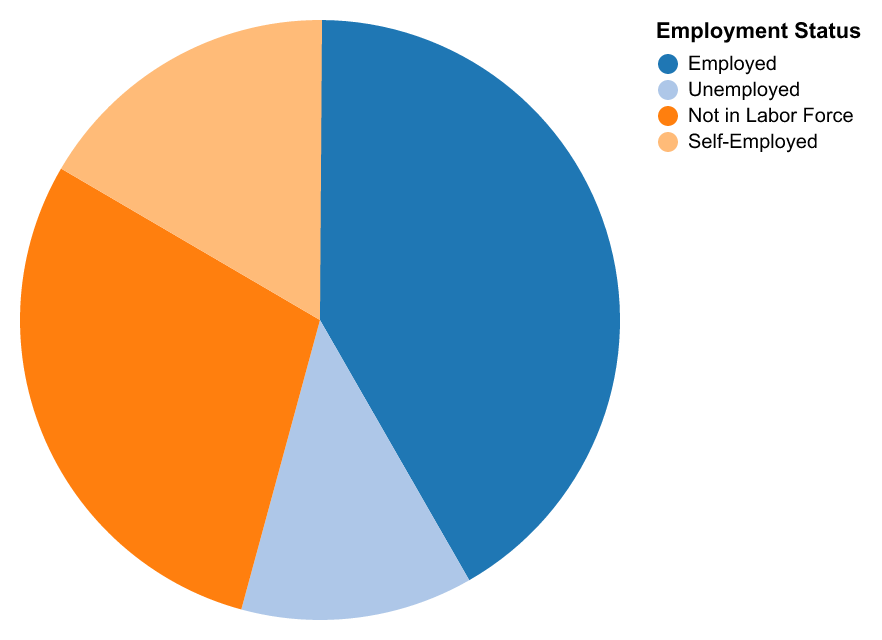 Employment Status
Employed
Unemployed
Not in Labor Force
Self-Employed